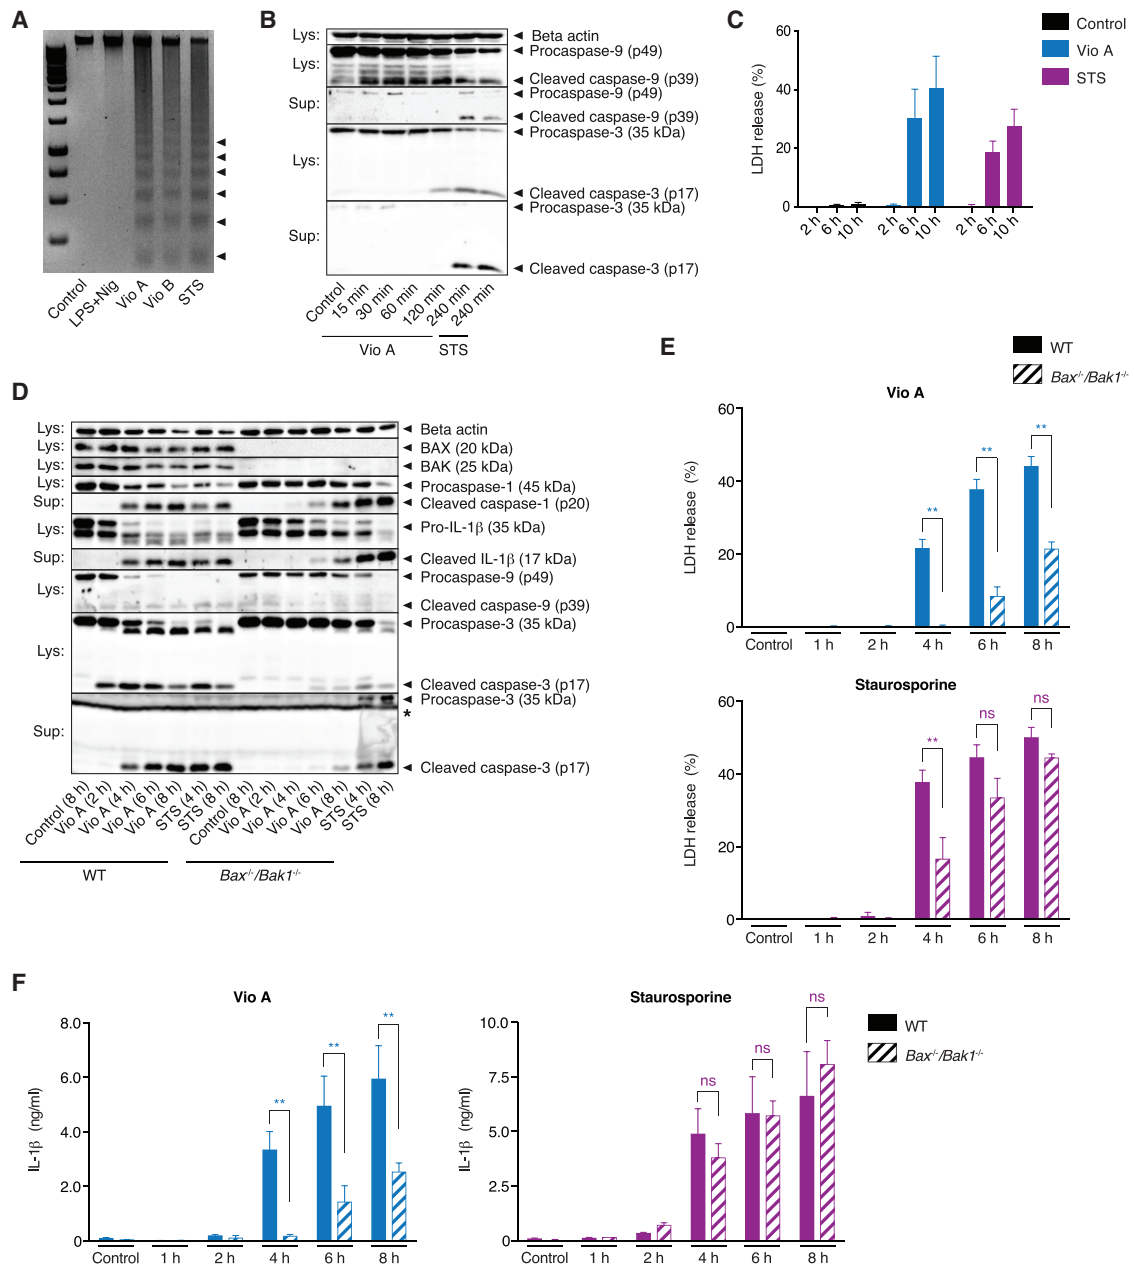 A
Control
LPS+Nig
Vio A
Vio B
STS
B
Lys:
Beta actin
Procaspase-9 (p49)
Lys:
Cleaved caspase-9 (p39)
Procaspase-9 (p49)
Sup:
Cleaved caspase-9 (p39)
Procaspase-3 (35 kDa)
Lys:
Cleaved caspase-3 (p17)
Procaspase-3 (35 kDa)
Sup:
Cleaved caspase-3 (p17)
Control
15 min
30 min
60 min
120 min
240 min
240 min
Vio A
STS
C
Control
Vio A
STS
LDH release (%)
60
40
20
0
2 h
6 h
10 h
2 h
6 h
10 h
2 h
6 h
10 h
D
Lys:
Beta actin
Lys:
BAX (20 kDa)
Lys:
BAK (25 kDa)
Lys:
Procaspase-1 (45 kDa)
Sup:
Cleaved caspase-1 (p20)
Lys:
Pro-IL-1β (35 kDa)
Sup:
Cleaved IL-1β (17 kDa)
Procaspase-9 (p49)
Lys:
Cleaved caspase-9 (p39)
Procaspase-3 (35 kDa)
Lys:
Cleaved caspase-3 (p17)
Procaspase-3 (35 kDa)
*
Sup:
Cleaved caspase-3 (p17)
Control (8 h)
Vio A (2 h)
Vio A (4 h)
Vio A (6 h)
Vio A (8 h)
STS (4 h)
STS (8 h)
Control (8 h)
Vio A (2 h)
Vio A (4 h)
Vio A (6 h)
Vio A (8 h)
STS (4 h)
STS (8 h)
WT
Bax-/-/Bak1-/-
E
WT
Bax-/-/Bak1-/-
Vio A
LDH release (%)
60
40
20
0
**
**
**
Control
1 h
2 h
4 h
6 h
8 h
Staurosporine
LDH release (%)
60
40
20
0
**
ns
ns
Control
1 h
2 h
4 h
6 h
8 h
F
Vio A
IL-1β (ng/ml)
8.0
6.0
4.0
2.0
0
**
**
**
Control
1 h
2 h
4 h
6 h
8 h
Staurosporine
IL-1β (ng/ml)
10.0
7.5
5.0
2.5
0
ns
ns
ns
Control
1 h
2 h
4 h
6 h
8 h
WT
Bax-/-/Bak1-/-